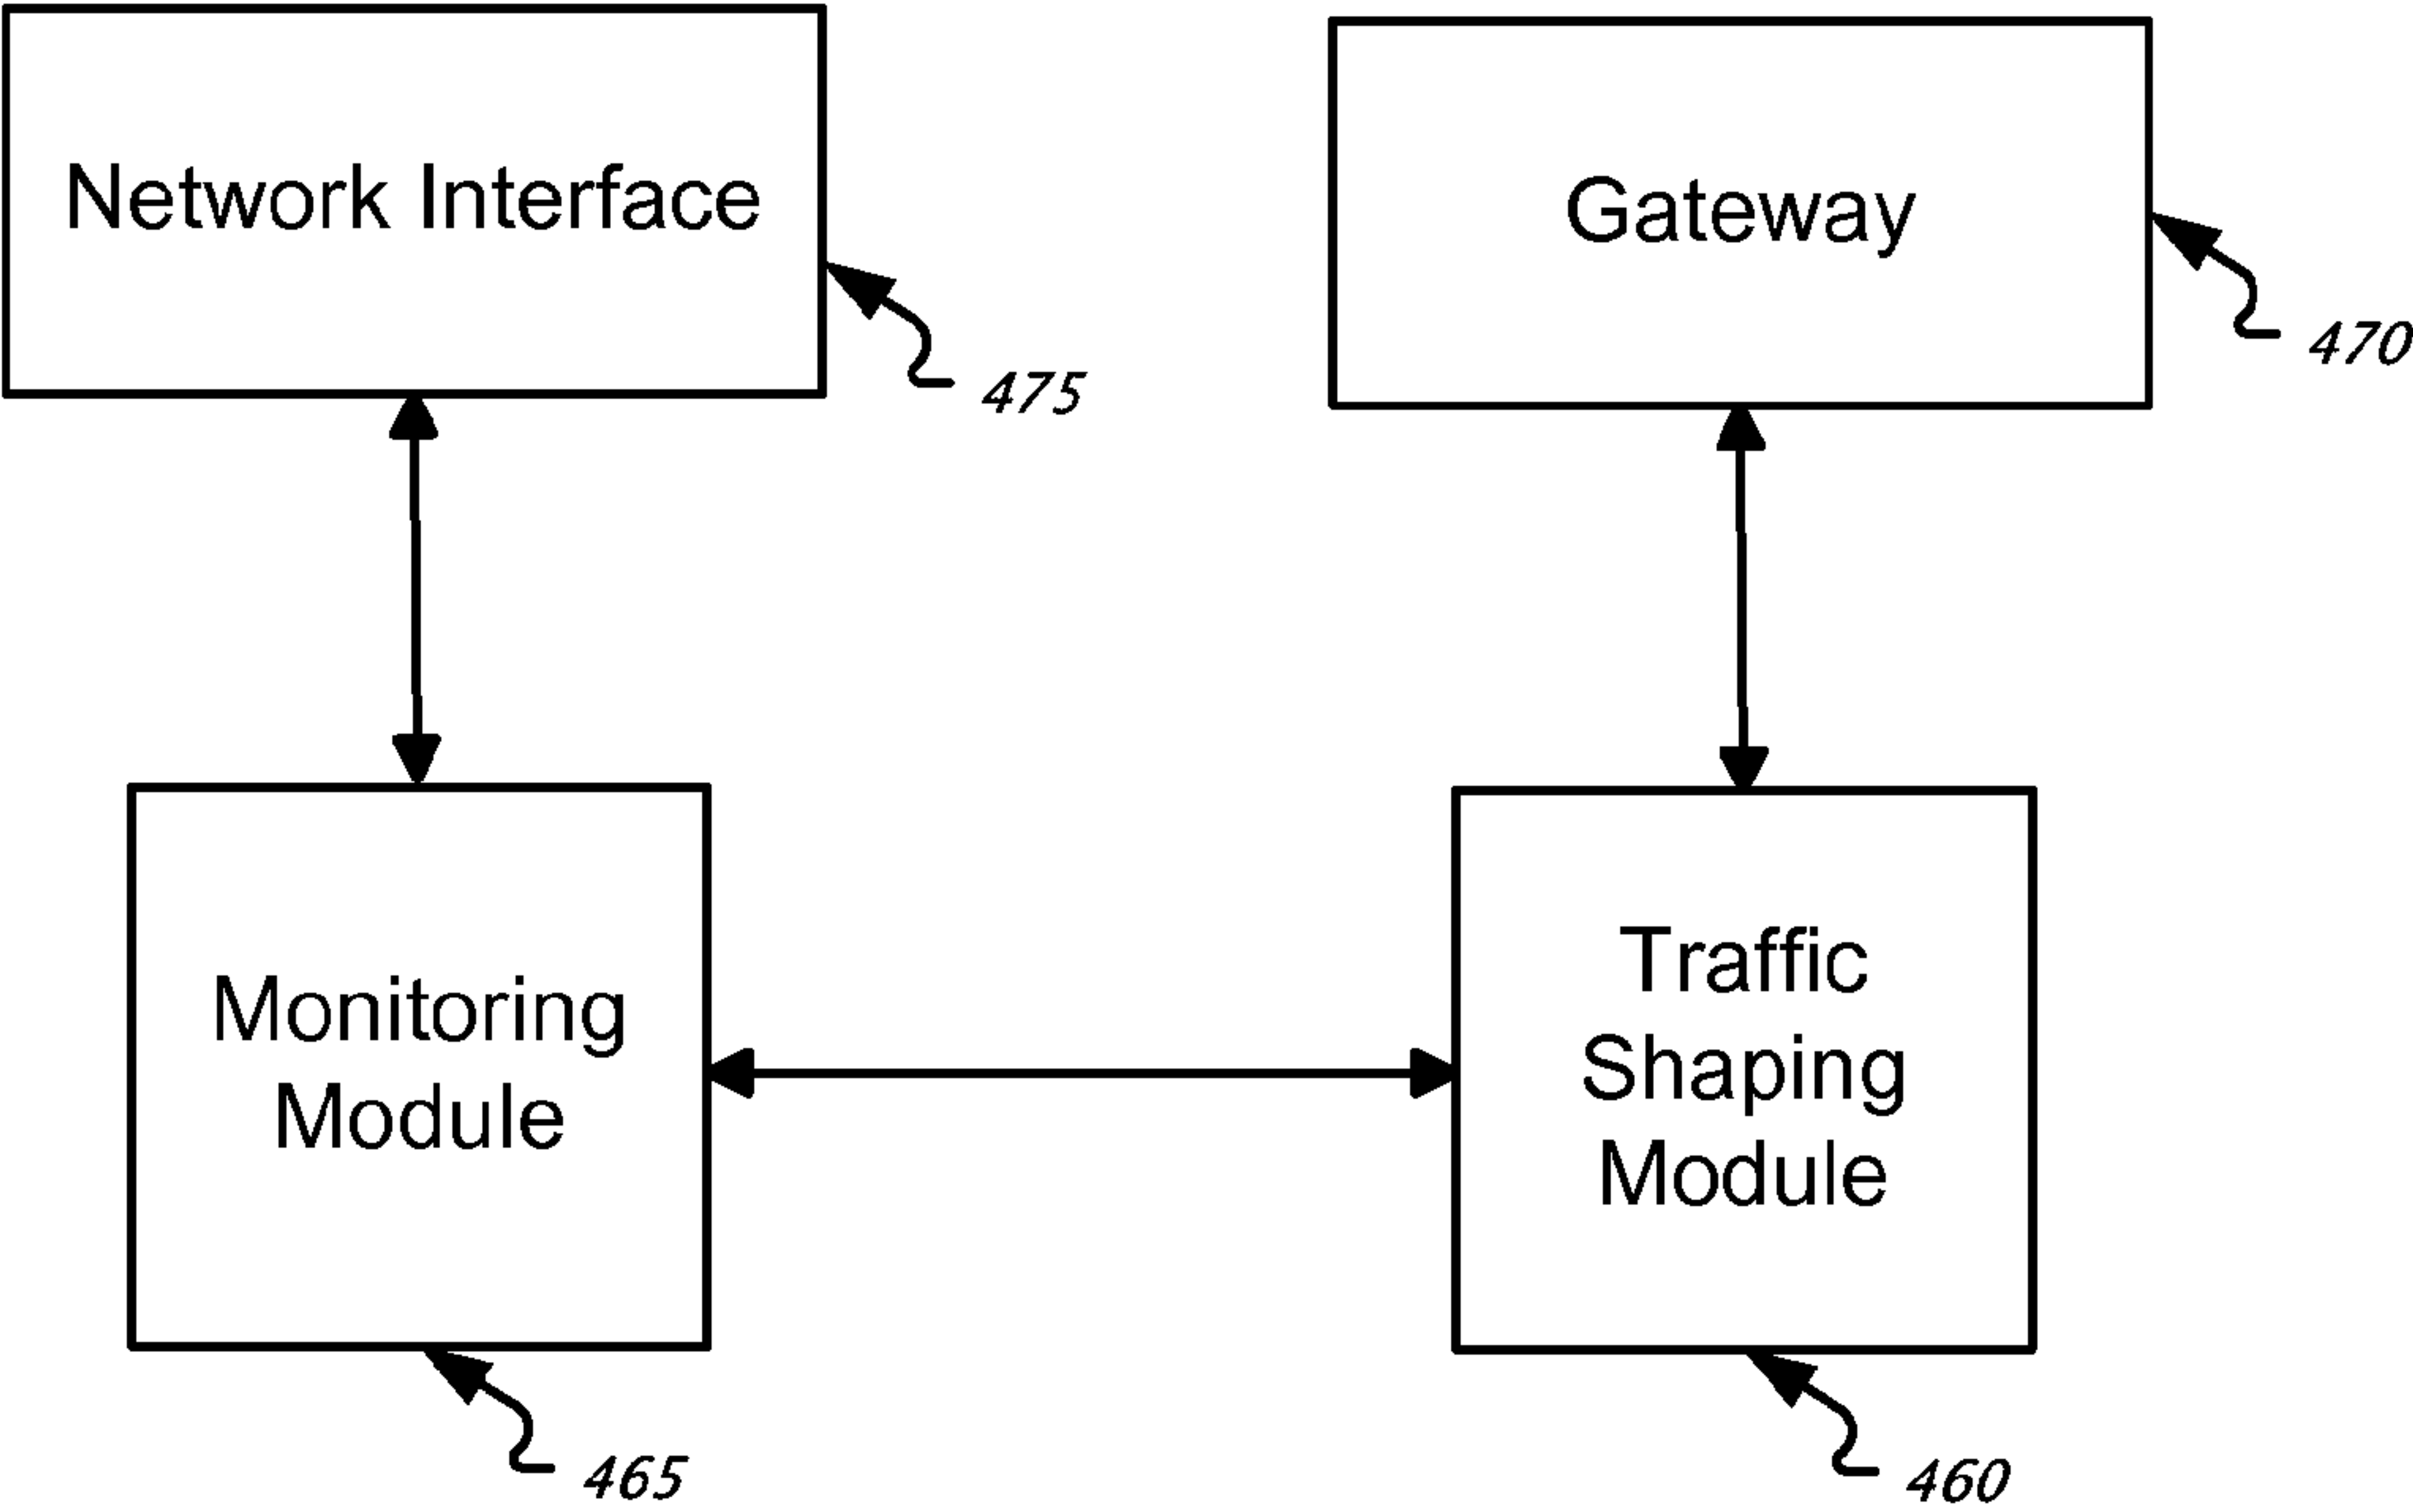 Network Interface
475
Gateway
470
Monitoring
Module
465
Traffic
Shaping
Module
460